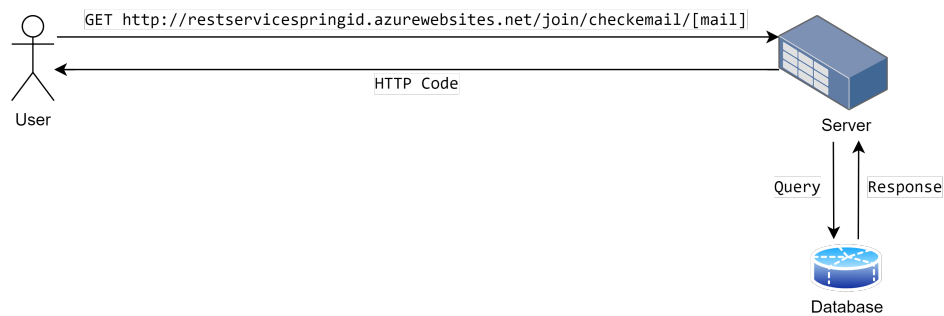 GET http://restservicespringid.azurewebsites.net/join/checkemail/[mail]
HTTP Code
User
Server
Query
Response
Database